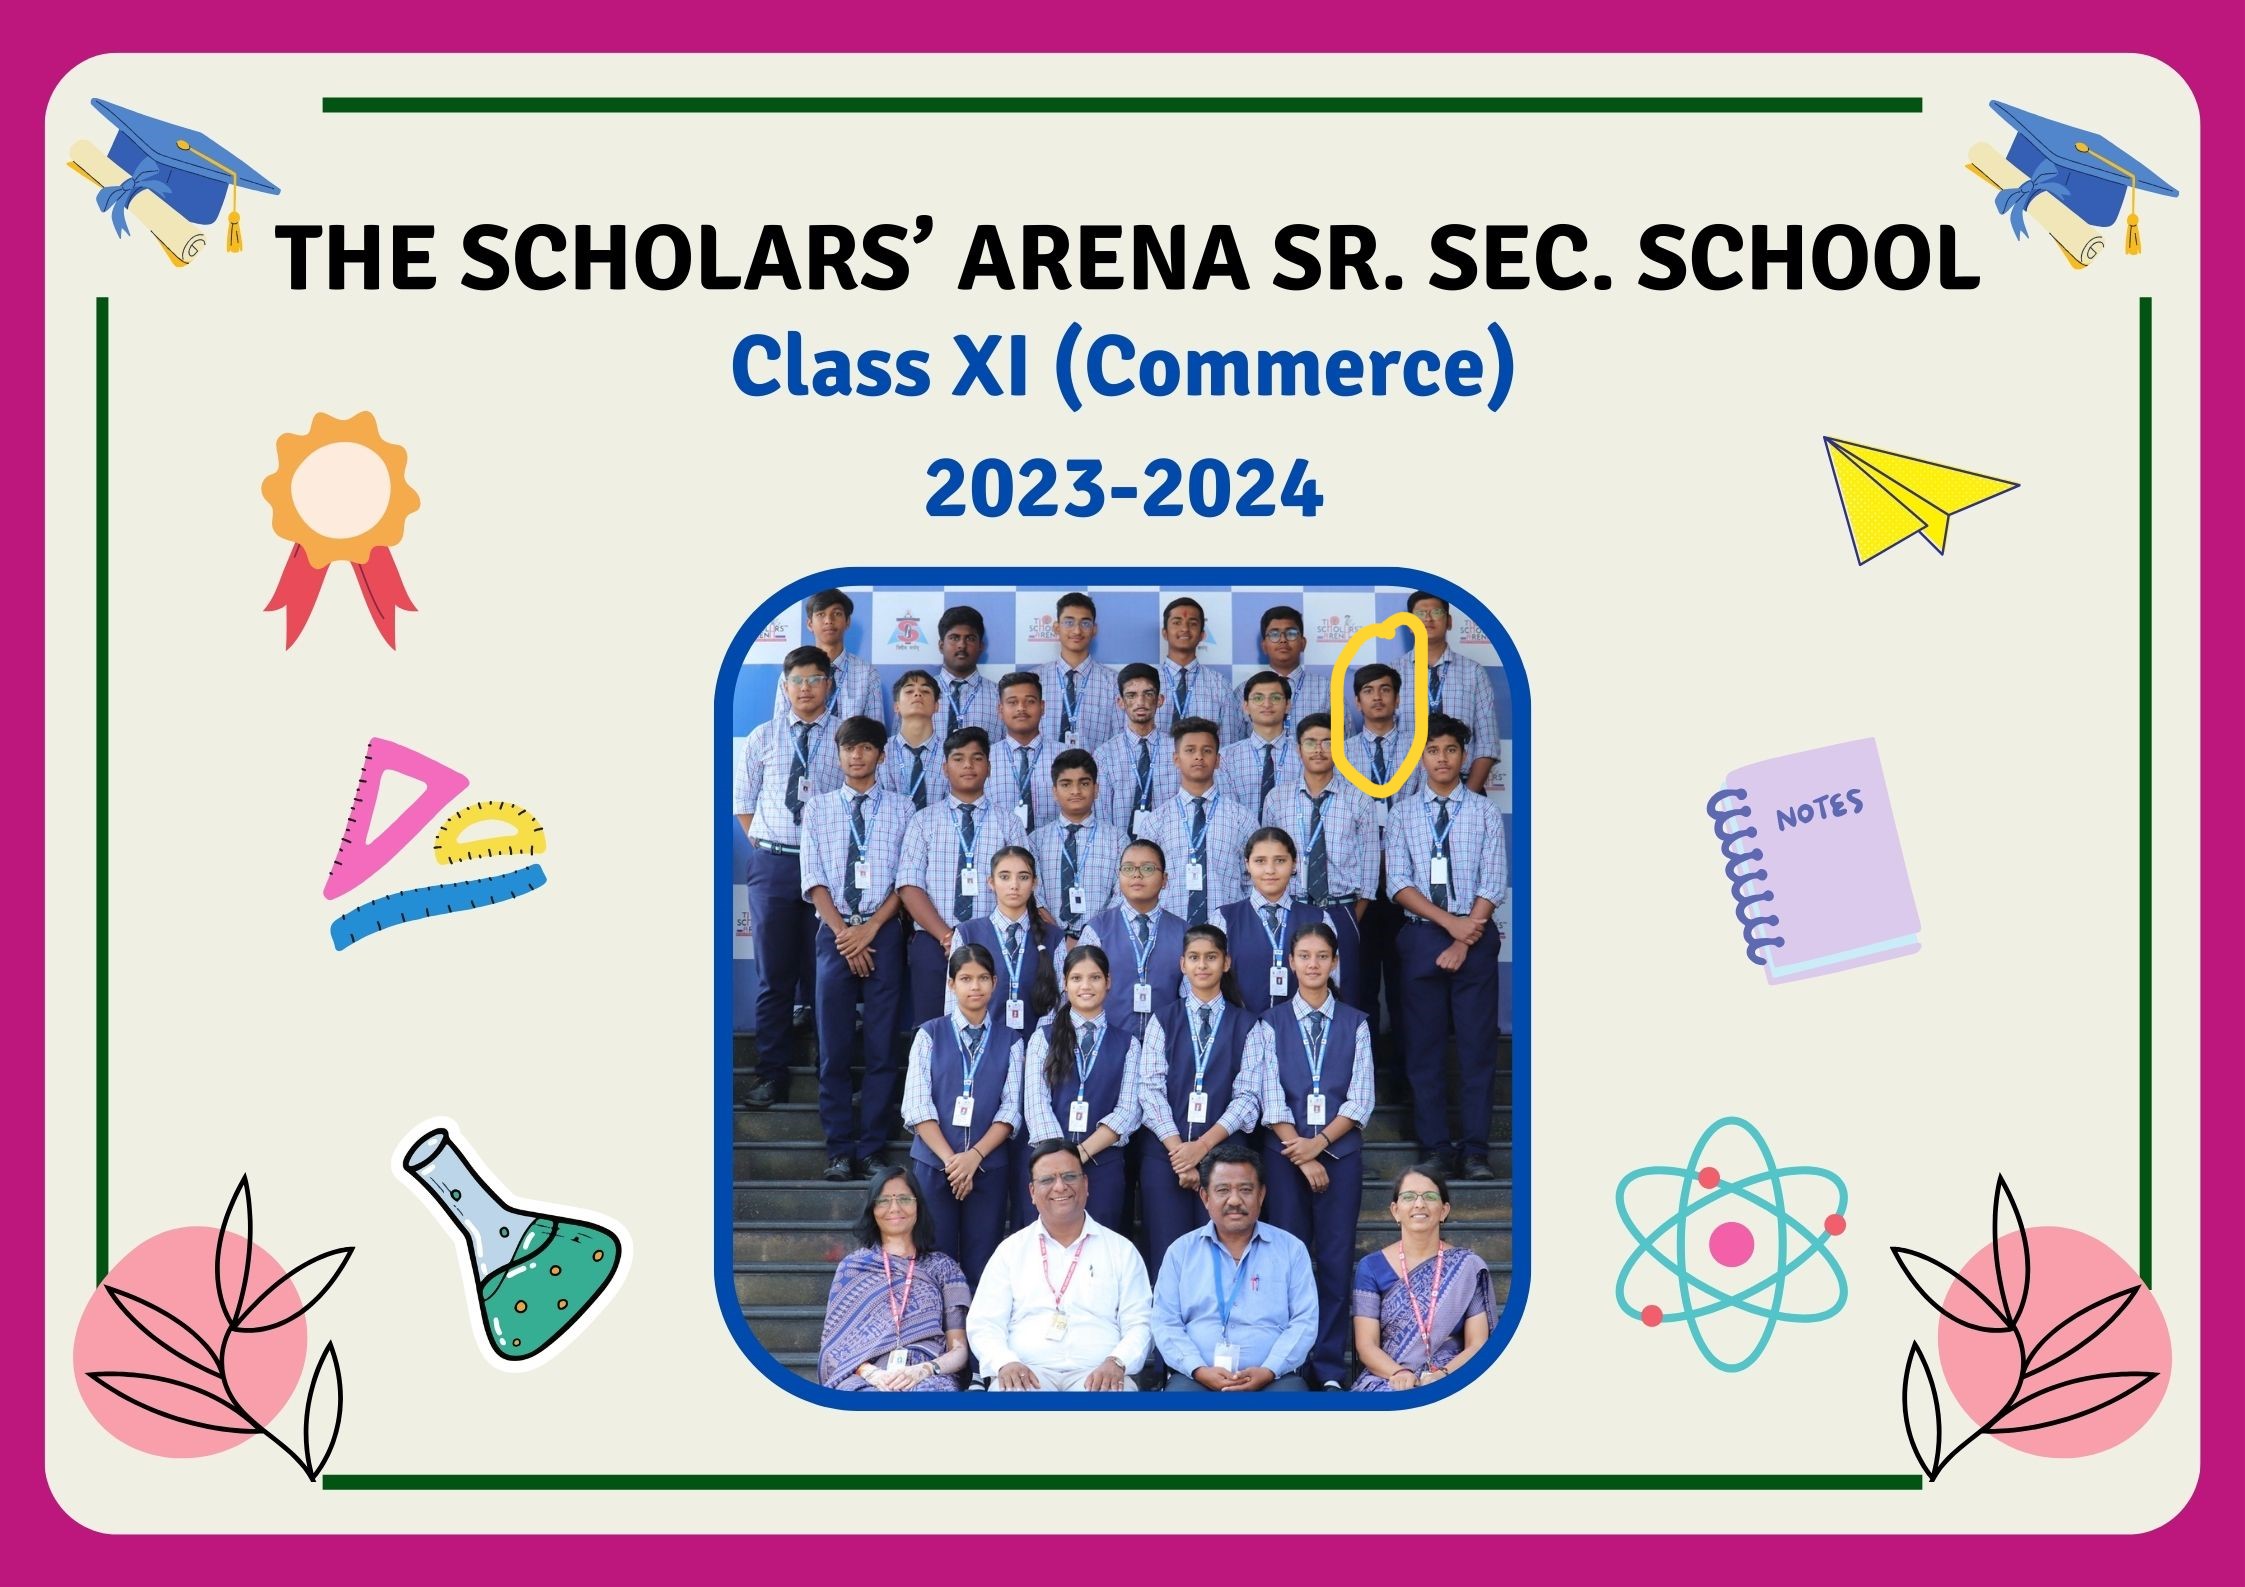 THE SCHOLARS’ ARENA SR. SEC. SCHOOL
Class XI (Commerce)
2023-2024
NOTES